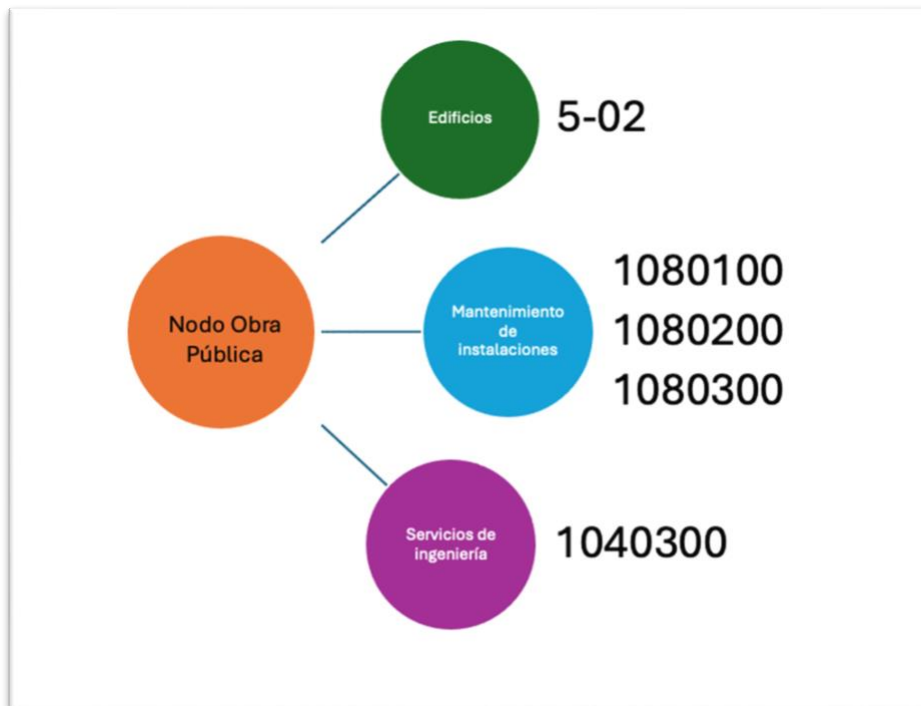 Edificios
5-02
Nodo Obra
Pública
Mantenimiento
de
instalaciones
1080100
1080200
1080300
Servicios de
ingeniería
1040300